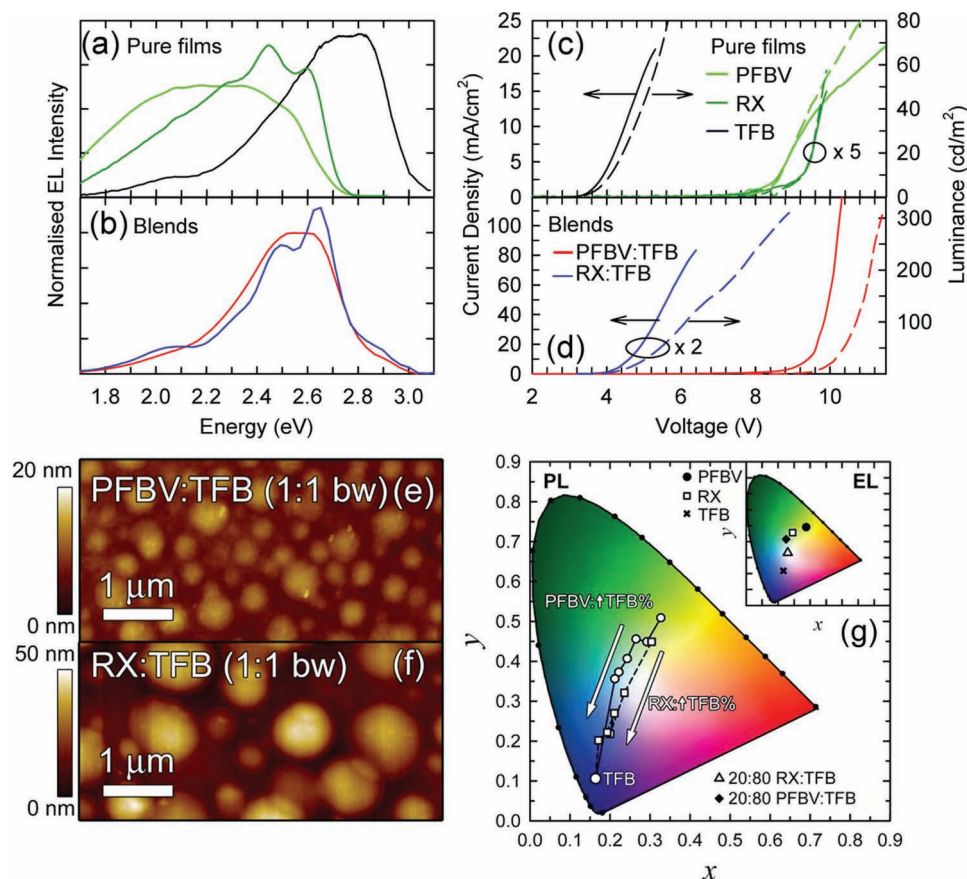 (a) Pure films
(b) Blends
Normalised EL Intensity
1.8 2.0 2.2 2.4 2.6 2.8 3.0
Energy (eV)
25
20
15
10
5
0
(c)
Pure films
PFBV
RX
TFB
x 5
80
60
40
20
0
Current Density (mA/cm²)
Luminance (cd/m²)
100
80
60
40
20
0
Blends
PFBV:TFB
RX:TFB
(d)
x 2
300
200
100
2 4 6 8 10
Voltage (V)
20 nm
0 nm
PFBV:TFB (1:1 bw) (e)
1 μm
50 nm
0 nm
RX:TFB (1:1 bw) (f)
1 μm
0.9
0.8
0.7
0.6
0.5
0.4
0.3
0.2
0.1
0.0
y
PL
PFBV
RX
TFB
EL
y
x
(g)
PFBV:↑TFB%
RX:↑TFB%
TFB
20:80 RX:TFB
20:80 PFBV:TFB
0.0 0.1 0.2 0.3 0.4 0.5 0.6 0.7 0.8 0.9
x